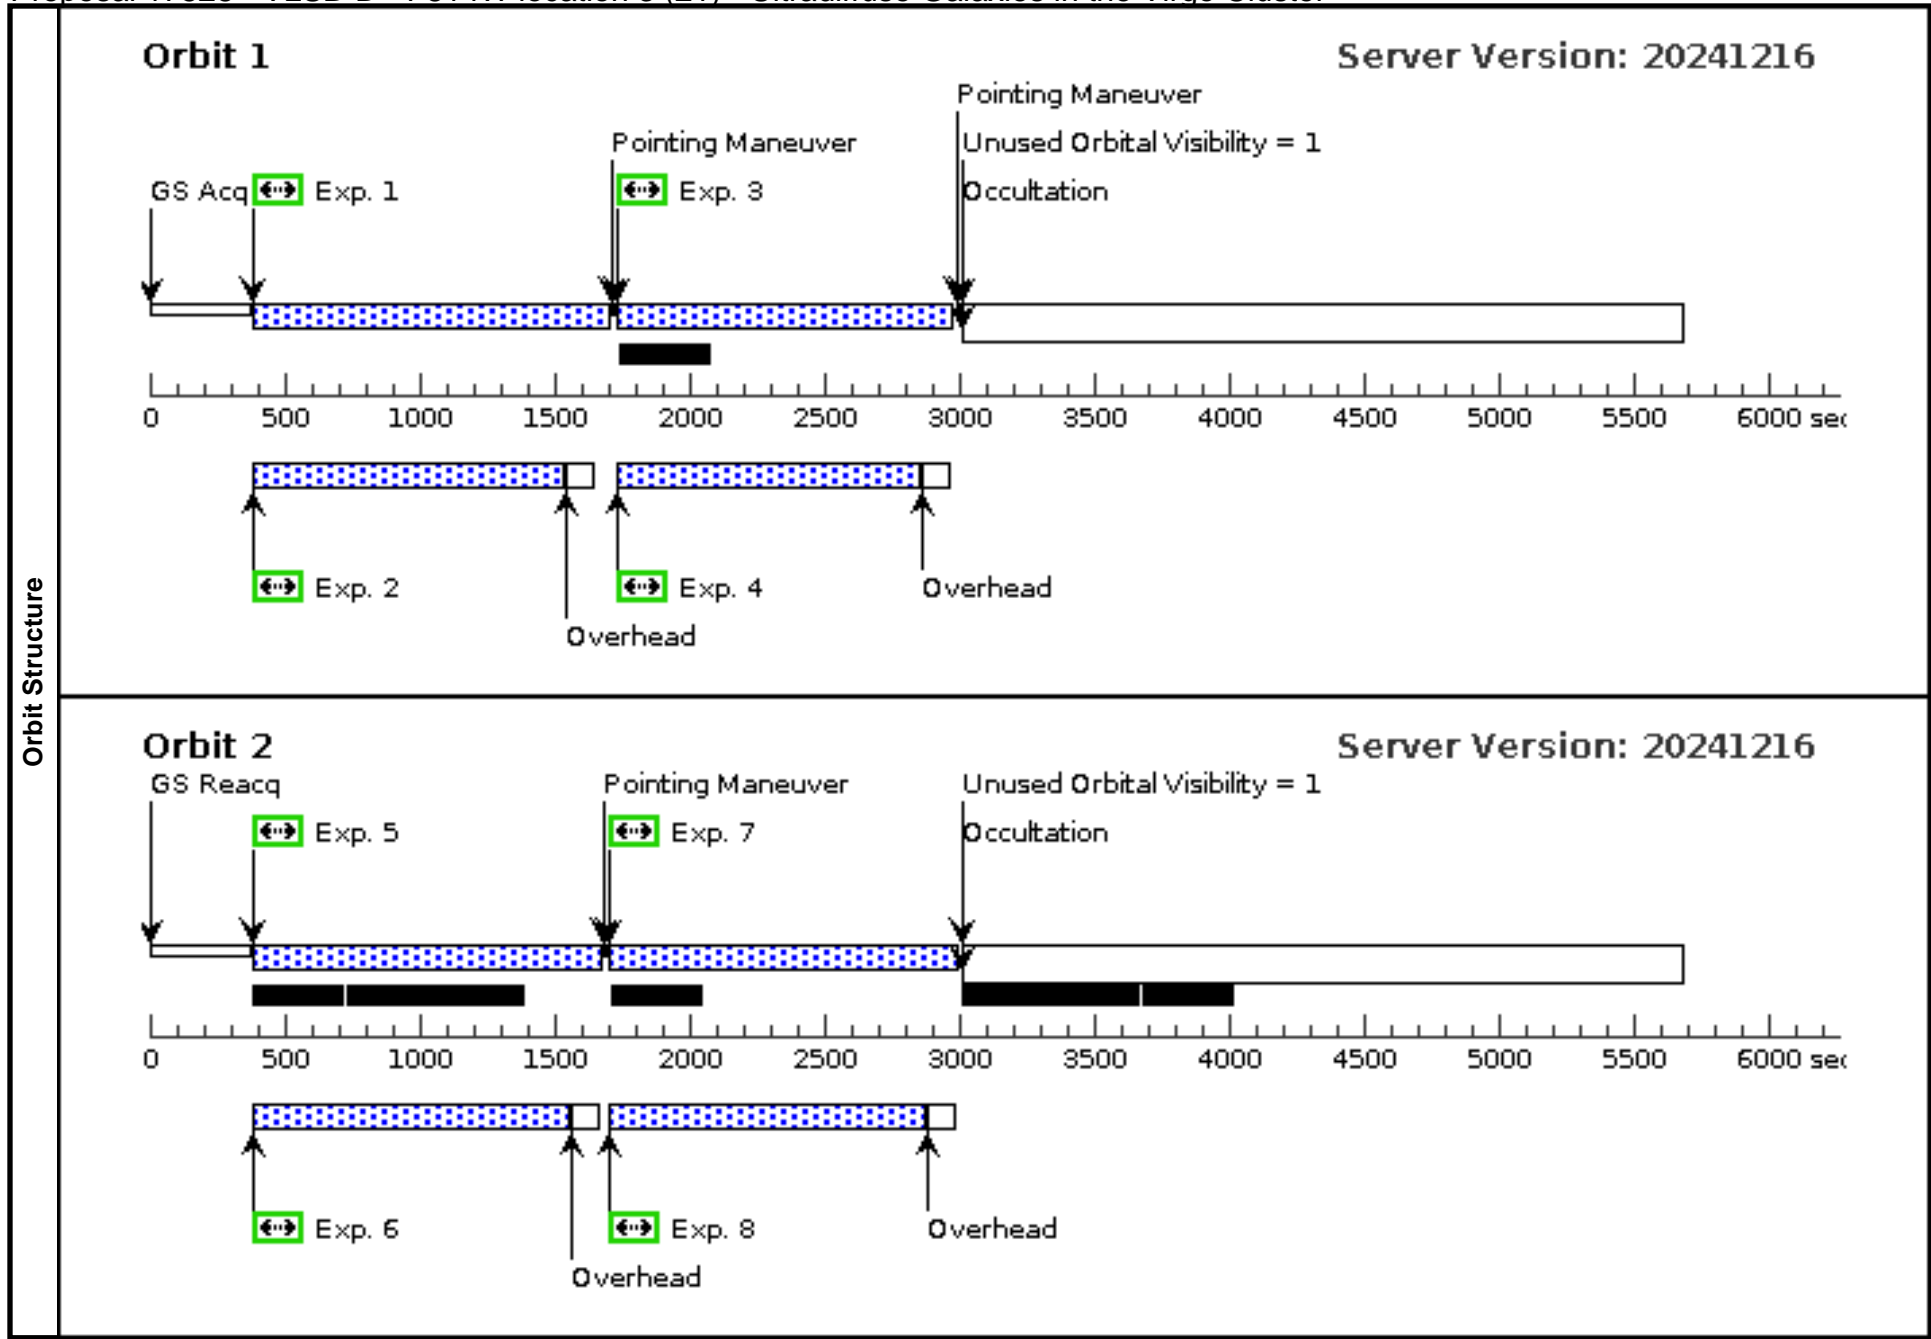 Orbit Structure
Orbit 1
Server Version: 20241216
Pointing Maneuver
Pointing Maneuver
Unused Orbital Visibility = 1
GS Acq
Exp. 1
Exp. 3
Occultation
0 500 1000 1500 2000 2500 3000 3500 4000 4500 5000 5500 6000 sec
Exp. 2
Exp. 4
Overhead
Overhead
Orbit 2
Server Version: 20241216
GS Reacq
Pointing Maneuver
Unused Orbital Visibility = 1
Exp. 5
Exp. 7
Occultation
0 500 1000 1500 2000 2500 3000 3500 4000 4500 5000 5500 6000 sec
Exp. 6
Exp. 8
Overhead
Overhead